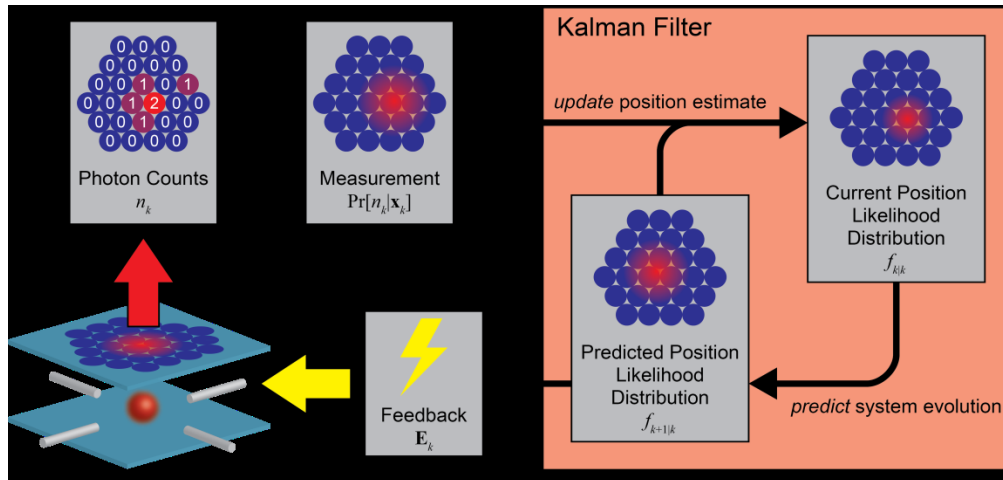 0 0 0
0 0 0 0
0 0 1 0 1
0 0 1 2 0 0
0 0 1 0 0
0 0 0 0
Photon Counts
n_k
Measurement
Pr[n_k|x_k]
Feedback
E_k
Kalman Filter
update position estimate
Current Position
Likelihood
Distribution
f_{k|k}
Predicted Position
Likelihood
Distribution
f_{k+1|k}
predict system evolution